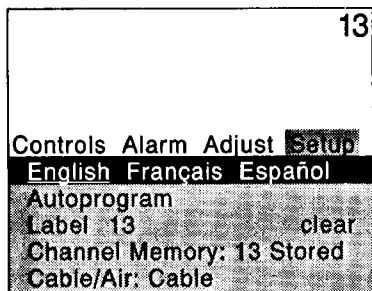 13
Controls Alarm Adjust Setup
English Français Español
Autoprogram
Label 13 clear
Channel Memory: 13 Stored
Cable/Air: Cable